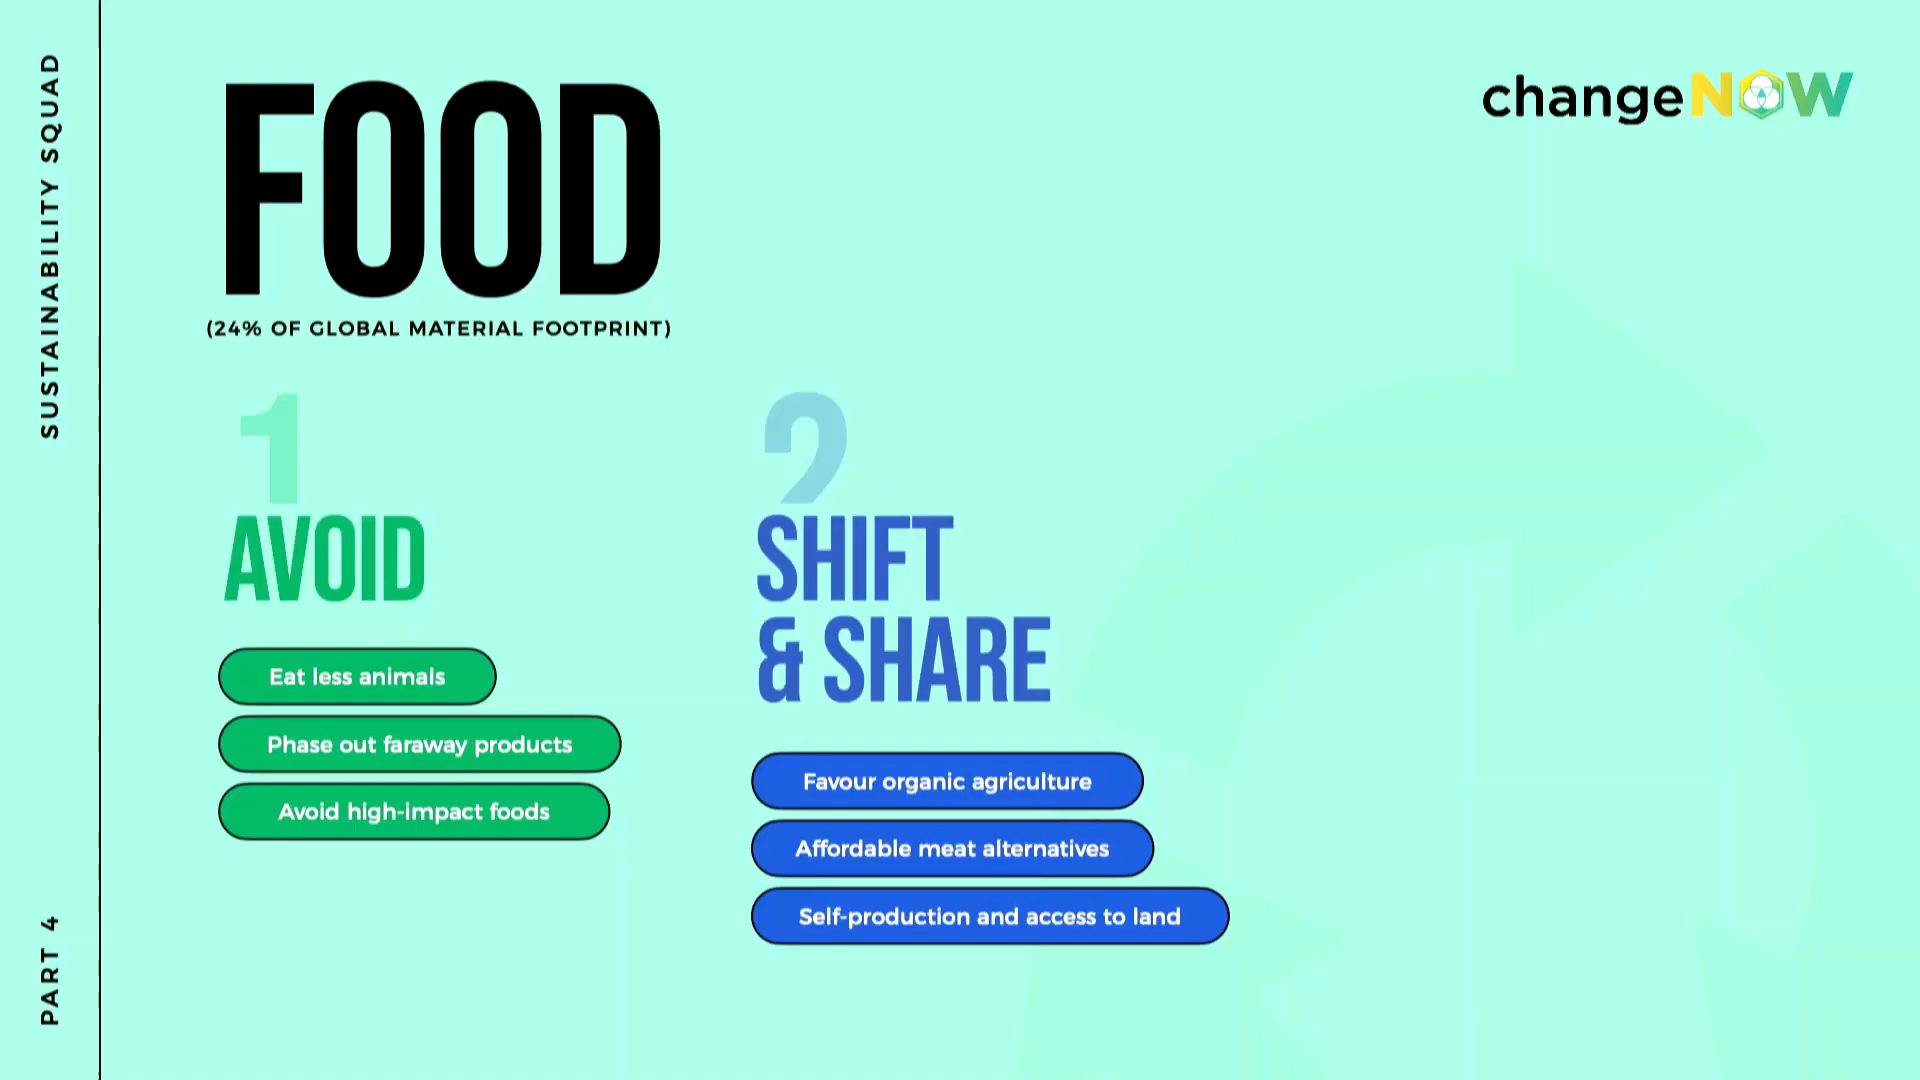 SUSTAINABILITY SQUAD
PART 4
changeNOW
FOOD
(24% OF GLOBAL MATERIAL FOOTPRINT)
1
AVOID
Eat less animals
Phase out faraway products
Avoid high-impact foods
2
SHIFT
& SHARE
Favour organic agriculture
Affordable meat alternatives
Self-production and access to land